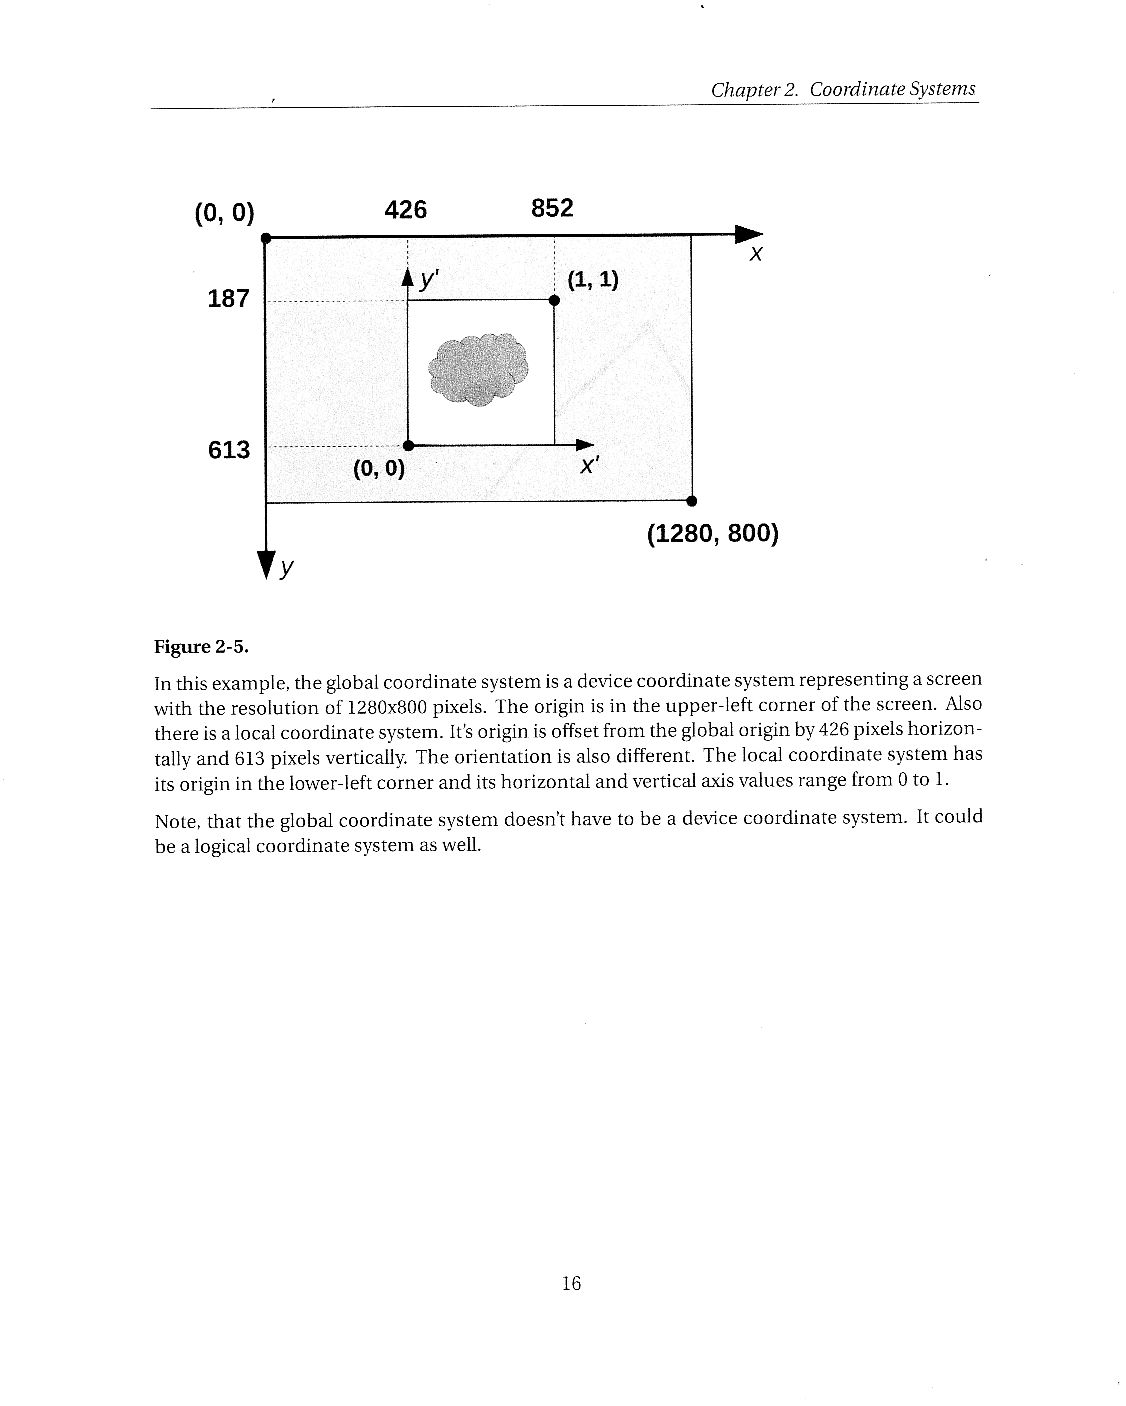 Chapter 2. Coordinate Systems
(0, 0)
426
852
x
y'
(1, 1)
187
613
(0, 0)
x'
(1280, 800)
y
Figure 2-5.
In this example, the global coordinate system is a device coordinate system representing a screen
with the resolution of 1280x800 pixels. The origin is in the upper-left corner of the screen. Also
there is a local coordinate system. It's origin is offset from the global origin by 426 pixels horizon-
tally and 613 pixels vertically. The orientation is also different. The local coordinate system has
its origin in the lower-left corner and its horizontal and vertical axis values range from 0 to 1.
Note, that the global coordinate system doesn't have to be a device coordinate system. It could
be a logical coordinate system as well.
16